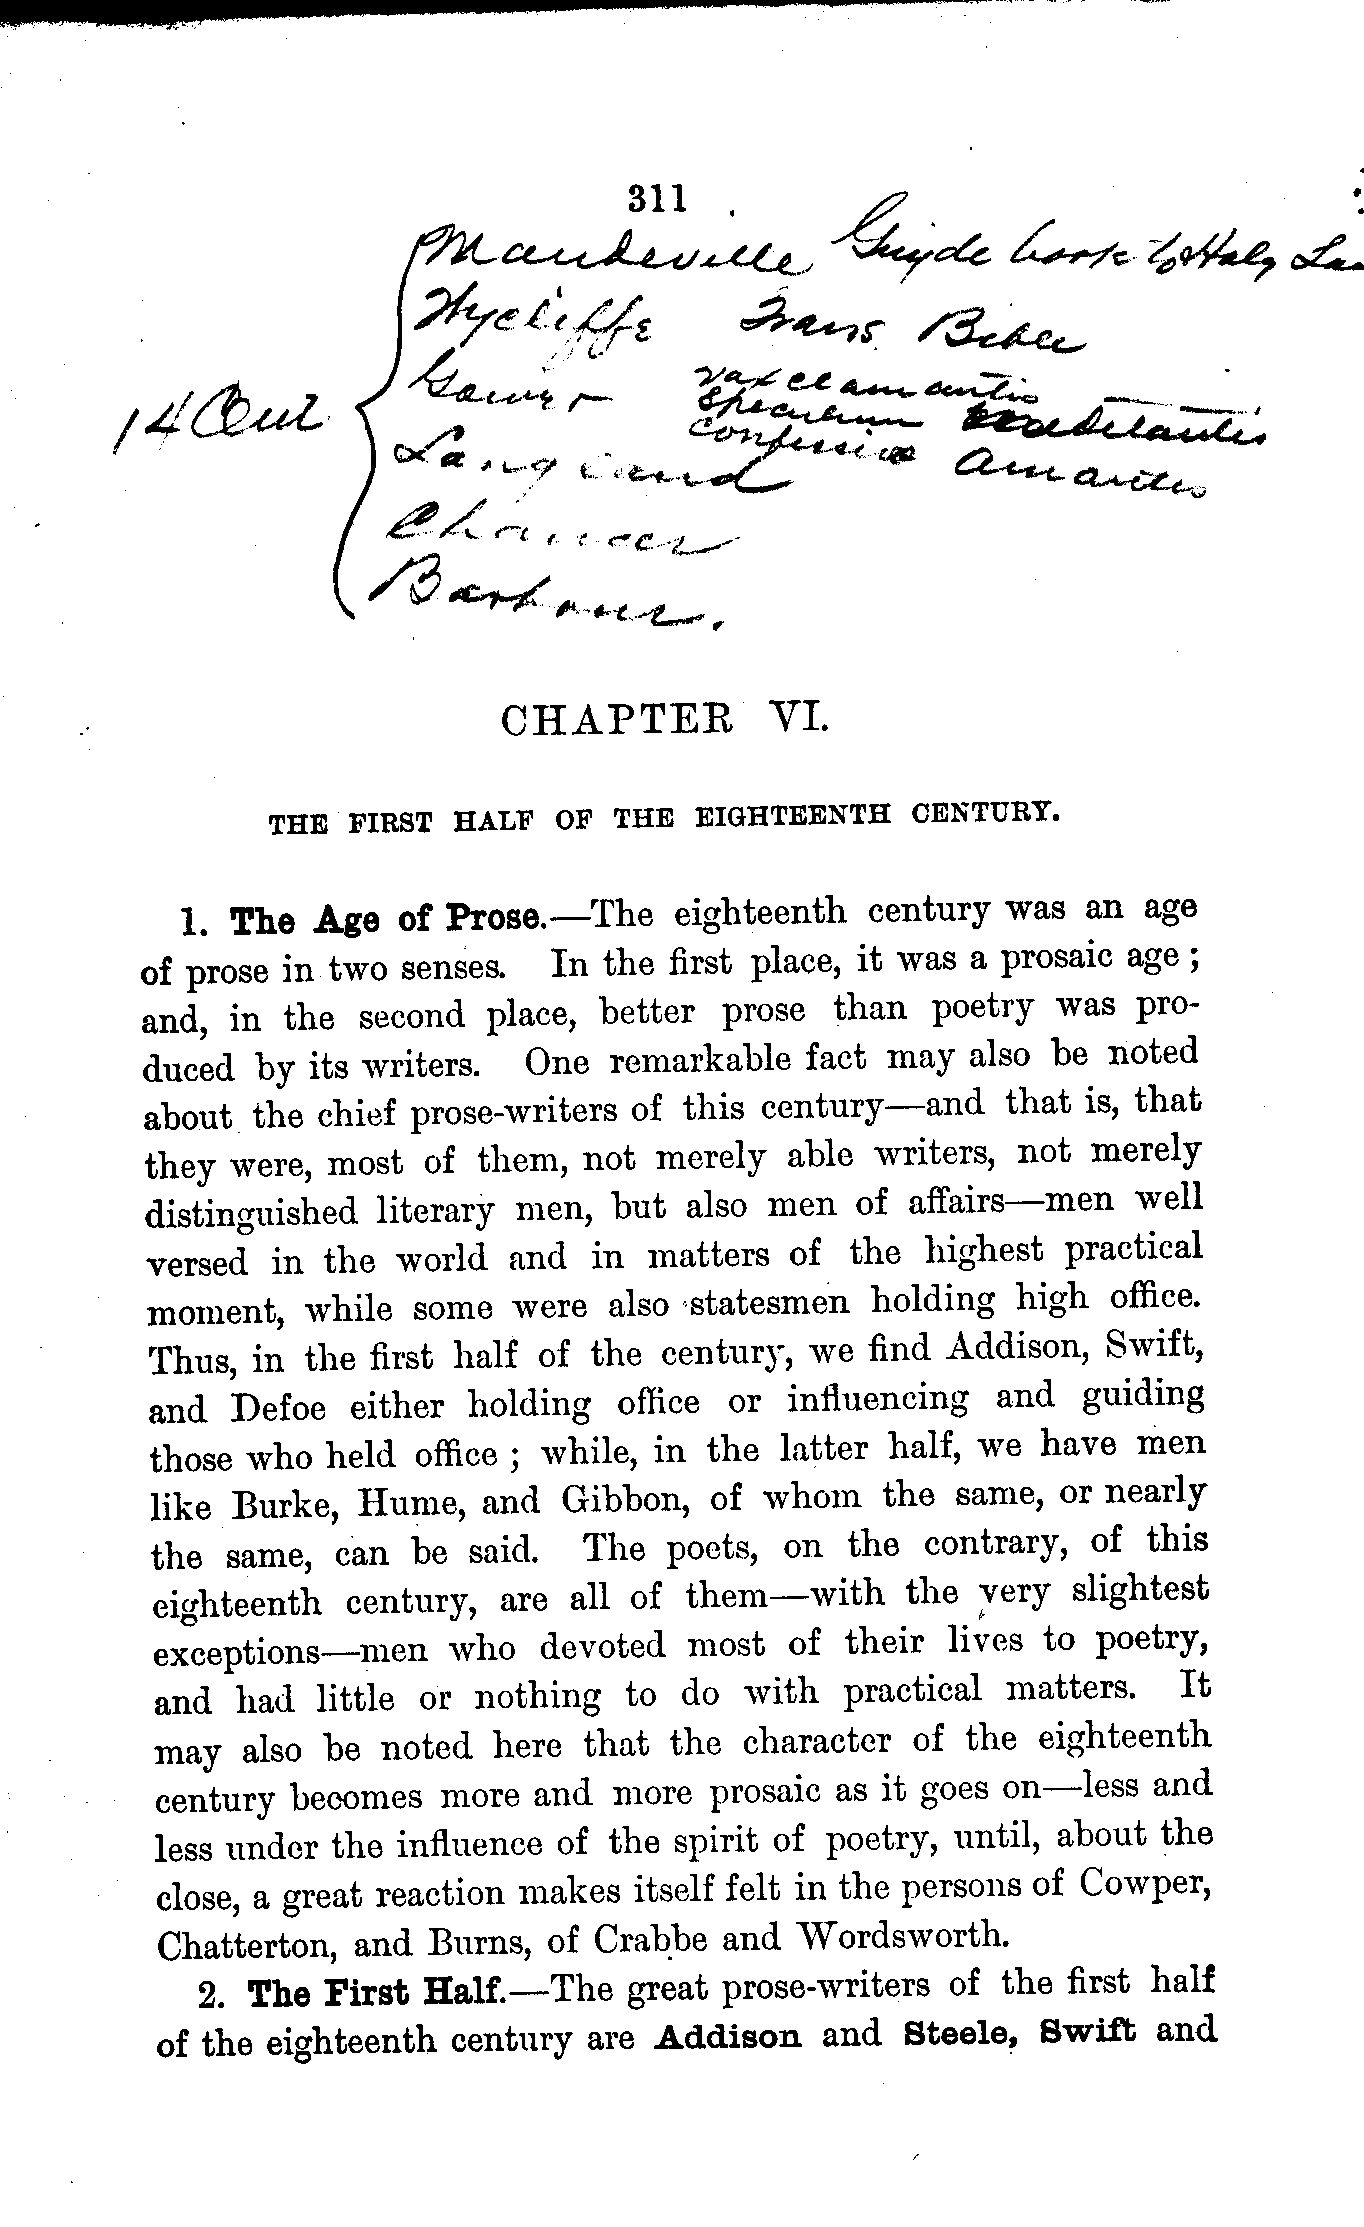 311
Mandeville Guyde book to Holy La
Wycliffe Trans. Bible
Gower vox clamantis
Speculum meditantis
confessio Amantis
14 Cent
Langland
Chaucer
Barbour.
CHAPTER VI.
THE FIRST HALF OF THE EIGHTEENTH CENTURY.
1. The Age of Prose.—The eighteenth century was an age
of prose in two senses. In the first place, it was a prosaic age;
and, in the second place, better prose than poetry was pro-
duced by its writers. One remarkable fact may also be noted
about the chief prose-writers of this century—and that is, that
they were, most of them, not merely able writers, not merely
distinguished literary men, but also men of affairs—men well
versed in the world and in matters of the highest practical
moment, while some were also statesmen holding high office.
Thus, in the first half of the century, we find Addison, Swift,
and Defoe either holding office or influencing and guiding
those who held office; while, in the latter half, we have men
like Burke, Hume, and Gibbon, of whom the same, or nearly
the same, can be said. The poets, on the contrary, of this
eighteenth century, are all of them—with the very slightest
exceptions—men who devoted most of their lives to poetry,
and had little or nothing to do with practical matters. It
may also be noted here that the character of the eighteenth
century becomes more and more prosaic as it goes on—less and
less under the influence of the spirit of poetry, until, about the
close, a great reaction makes itself felt in the persons of Cowper,
Chatterton, and Burns, of Crabbe and Wordsworth.
2. The First Half.—The great prose-writers of the first half
of the eighteenth century are Addison and Steele, Swift and